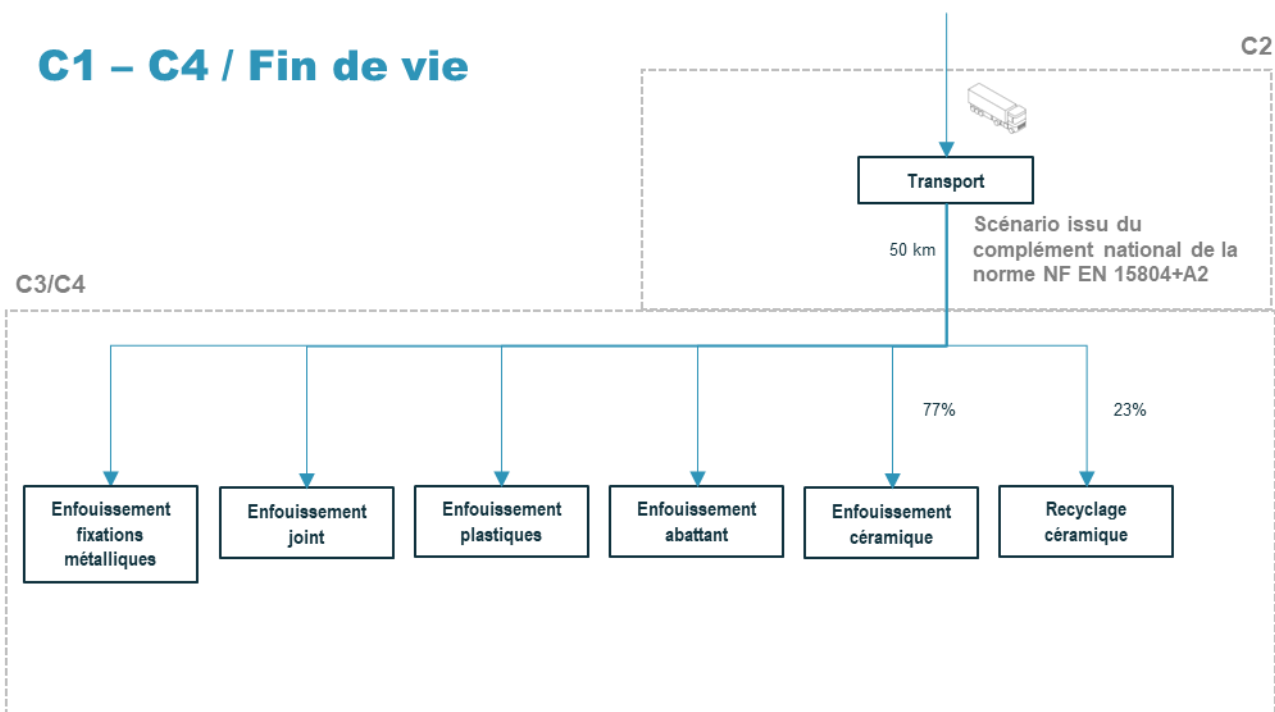 C1 – C4 / Fin de vie
C2
Transport
50 km
Scénario issu du
complément national de la
norme NF EN 15804+A2
C3/C4
77%
23%
Enfouissement
fixations
métalliques
Enfouissement
joint
Enfouissement
plastiques
Enfouissement
abattant
Enfouissement
céramique
Recyclage
céramique